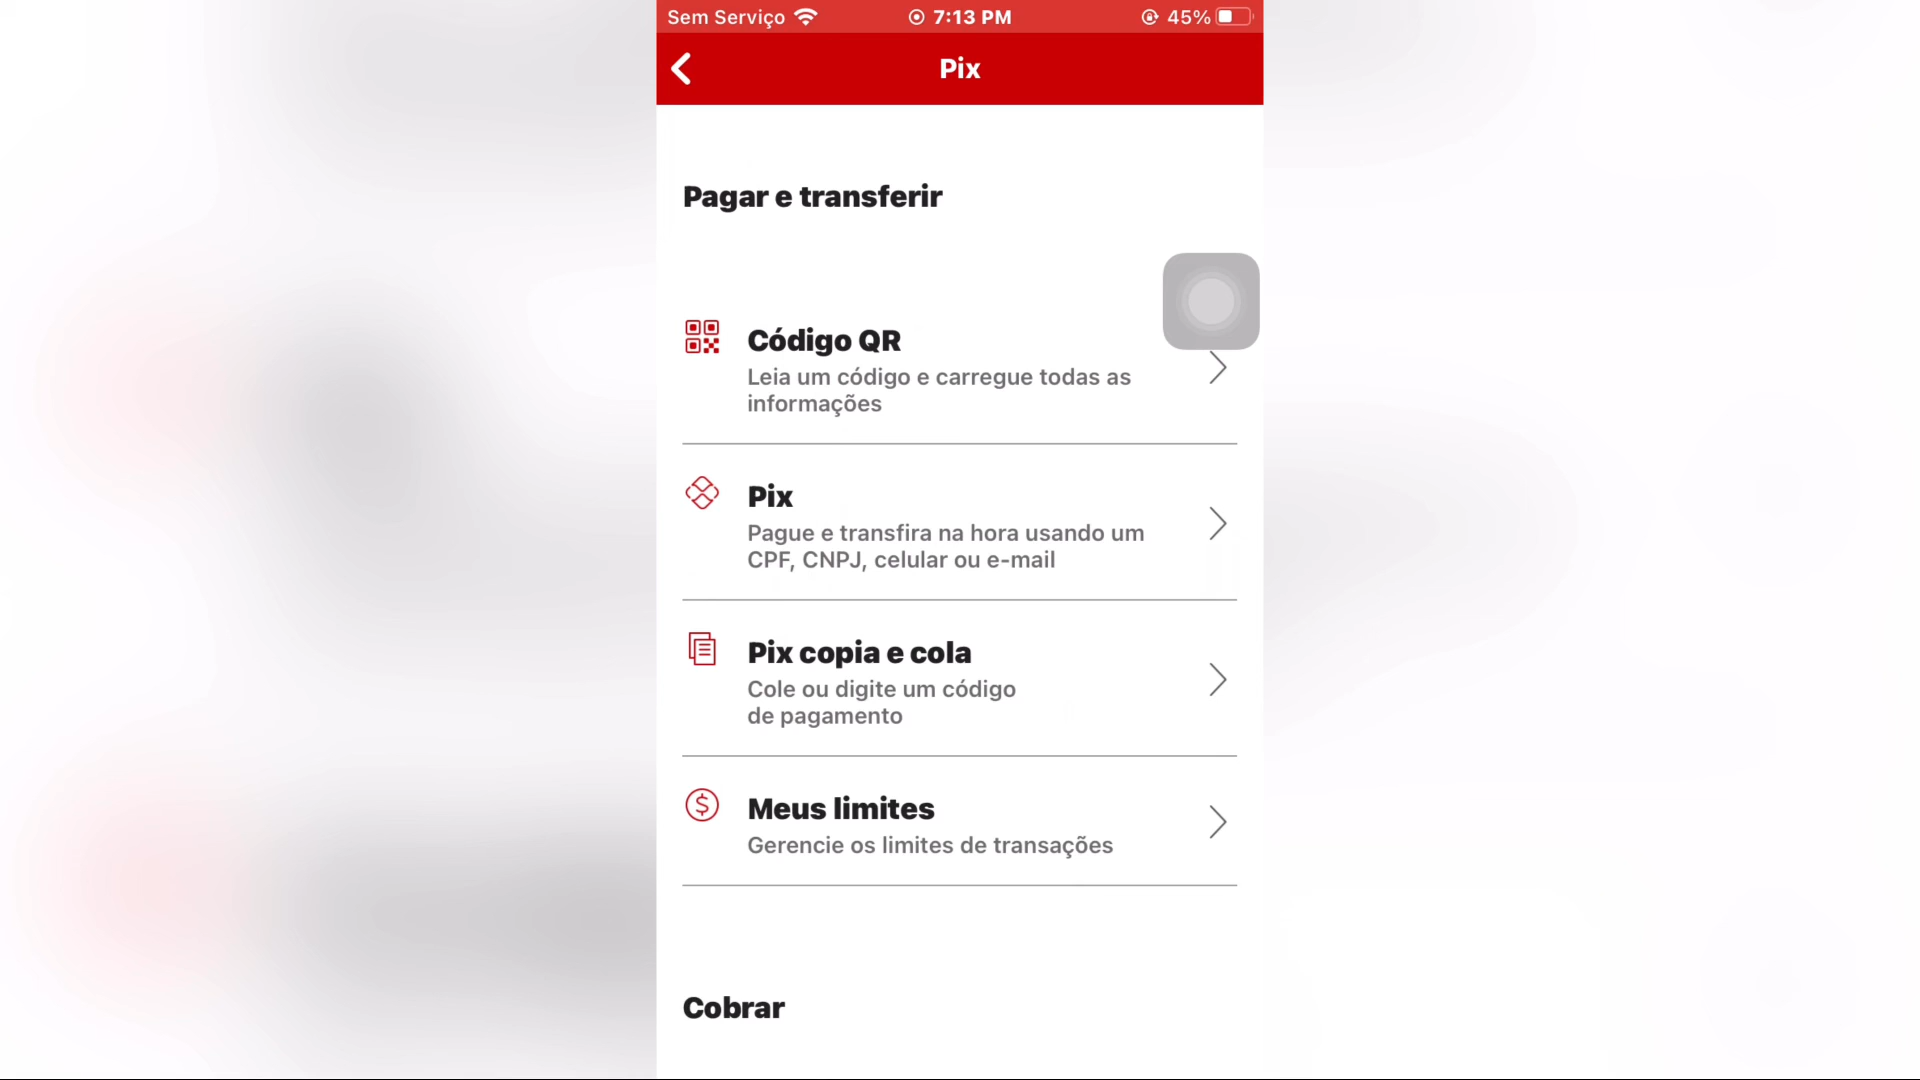 Sem Serviço 7:13 PM 45%
Pix
Pagar e transferir
Código QR
Leia um código e carregue todas as
informações
Pix
Pague e transfira na hora usando um
CPF, CNPJ, celular ou e-mail
Pix copia e cola
Cole ou digite um código
de pagamento
Meus limites
Gerencie os limites de transações
Cobrar